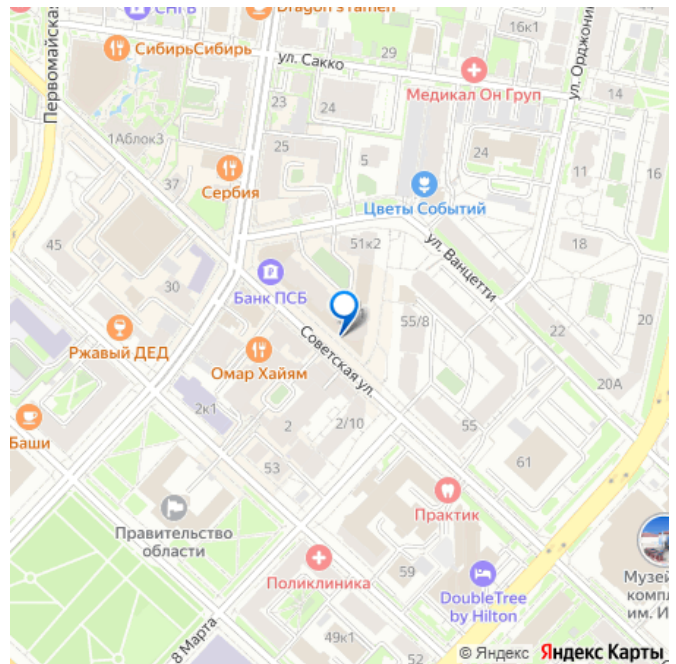 СНГБ
Dragon's ramen
16к1
СибирьСибирь
ул. Сакко
29
Первомайская
ул. Орджони
Медикал Он Груп
14
23
24
1Аблок3
25
5
24
11
16
37
Сербия
Цветы Событий
45
51к2
18
ул. Ванцетти
30
Банк ПСБ
55/8
20
22
Ржавый ДЕД
Советская ул.
Омар Хайям
20А
2к1
2
2/10
55
Баши
61
53
Практик
Правительство
области
Поликлиника
59
DoubleTree
by Hilton
Музей
компл
им. И
8 Марта
49к1
© Яндекс Яндекс Карты